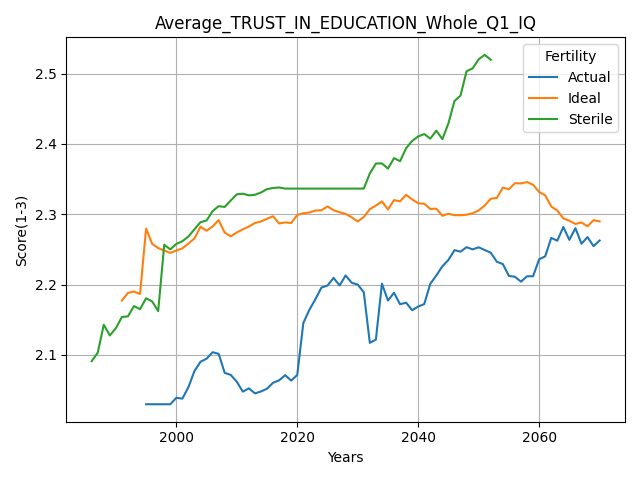 Average_TRUST_IN_EDUCATION_Whole_Q1_IQ
Score(1-3)
2.5
2.4
2.3
2.2
2.1
Fertility
Actual
Ideal
Sterile
2000
2020
2040
2060
Years